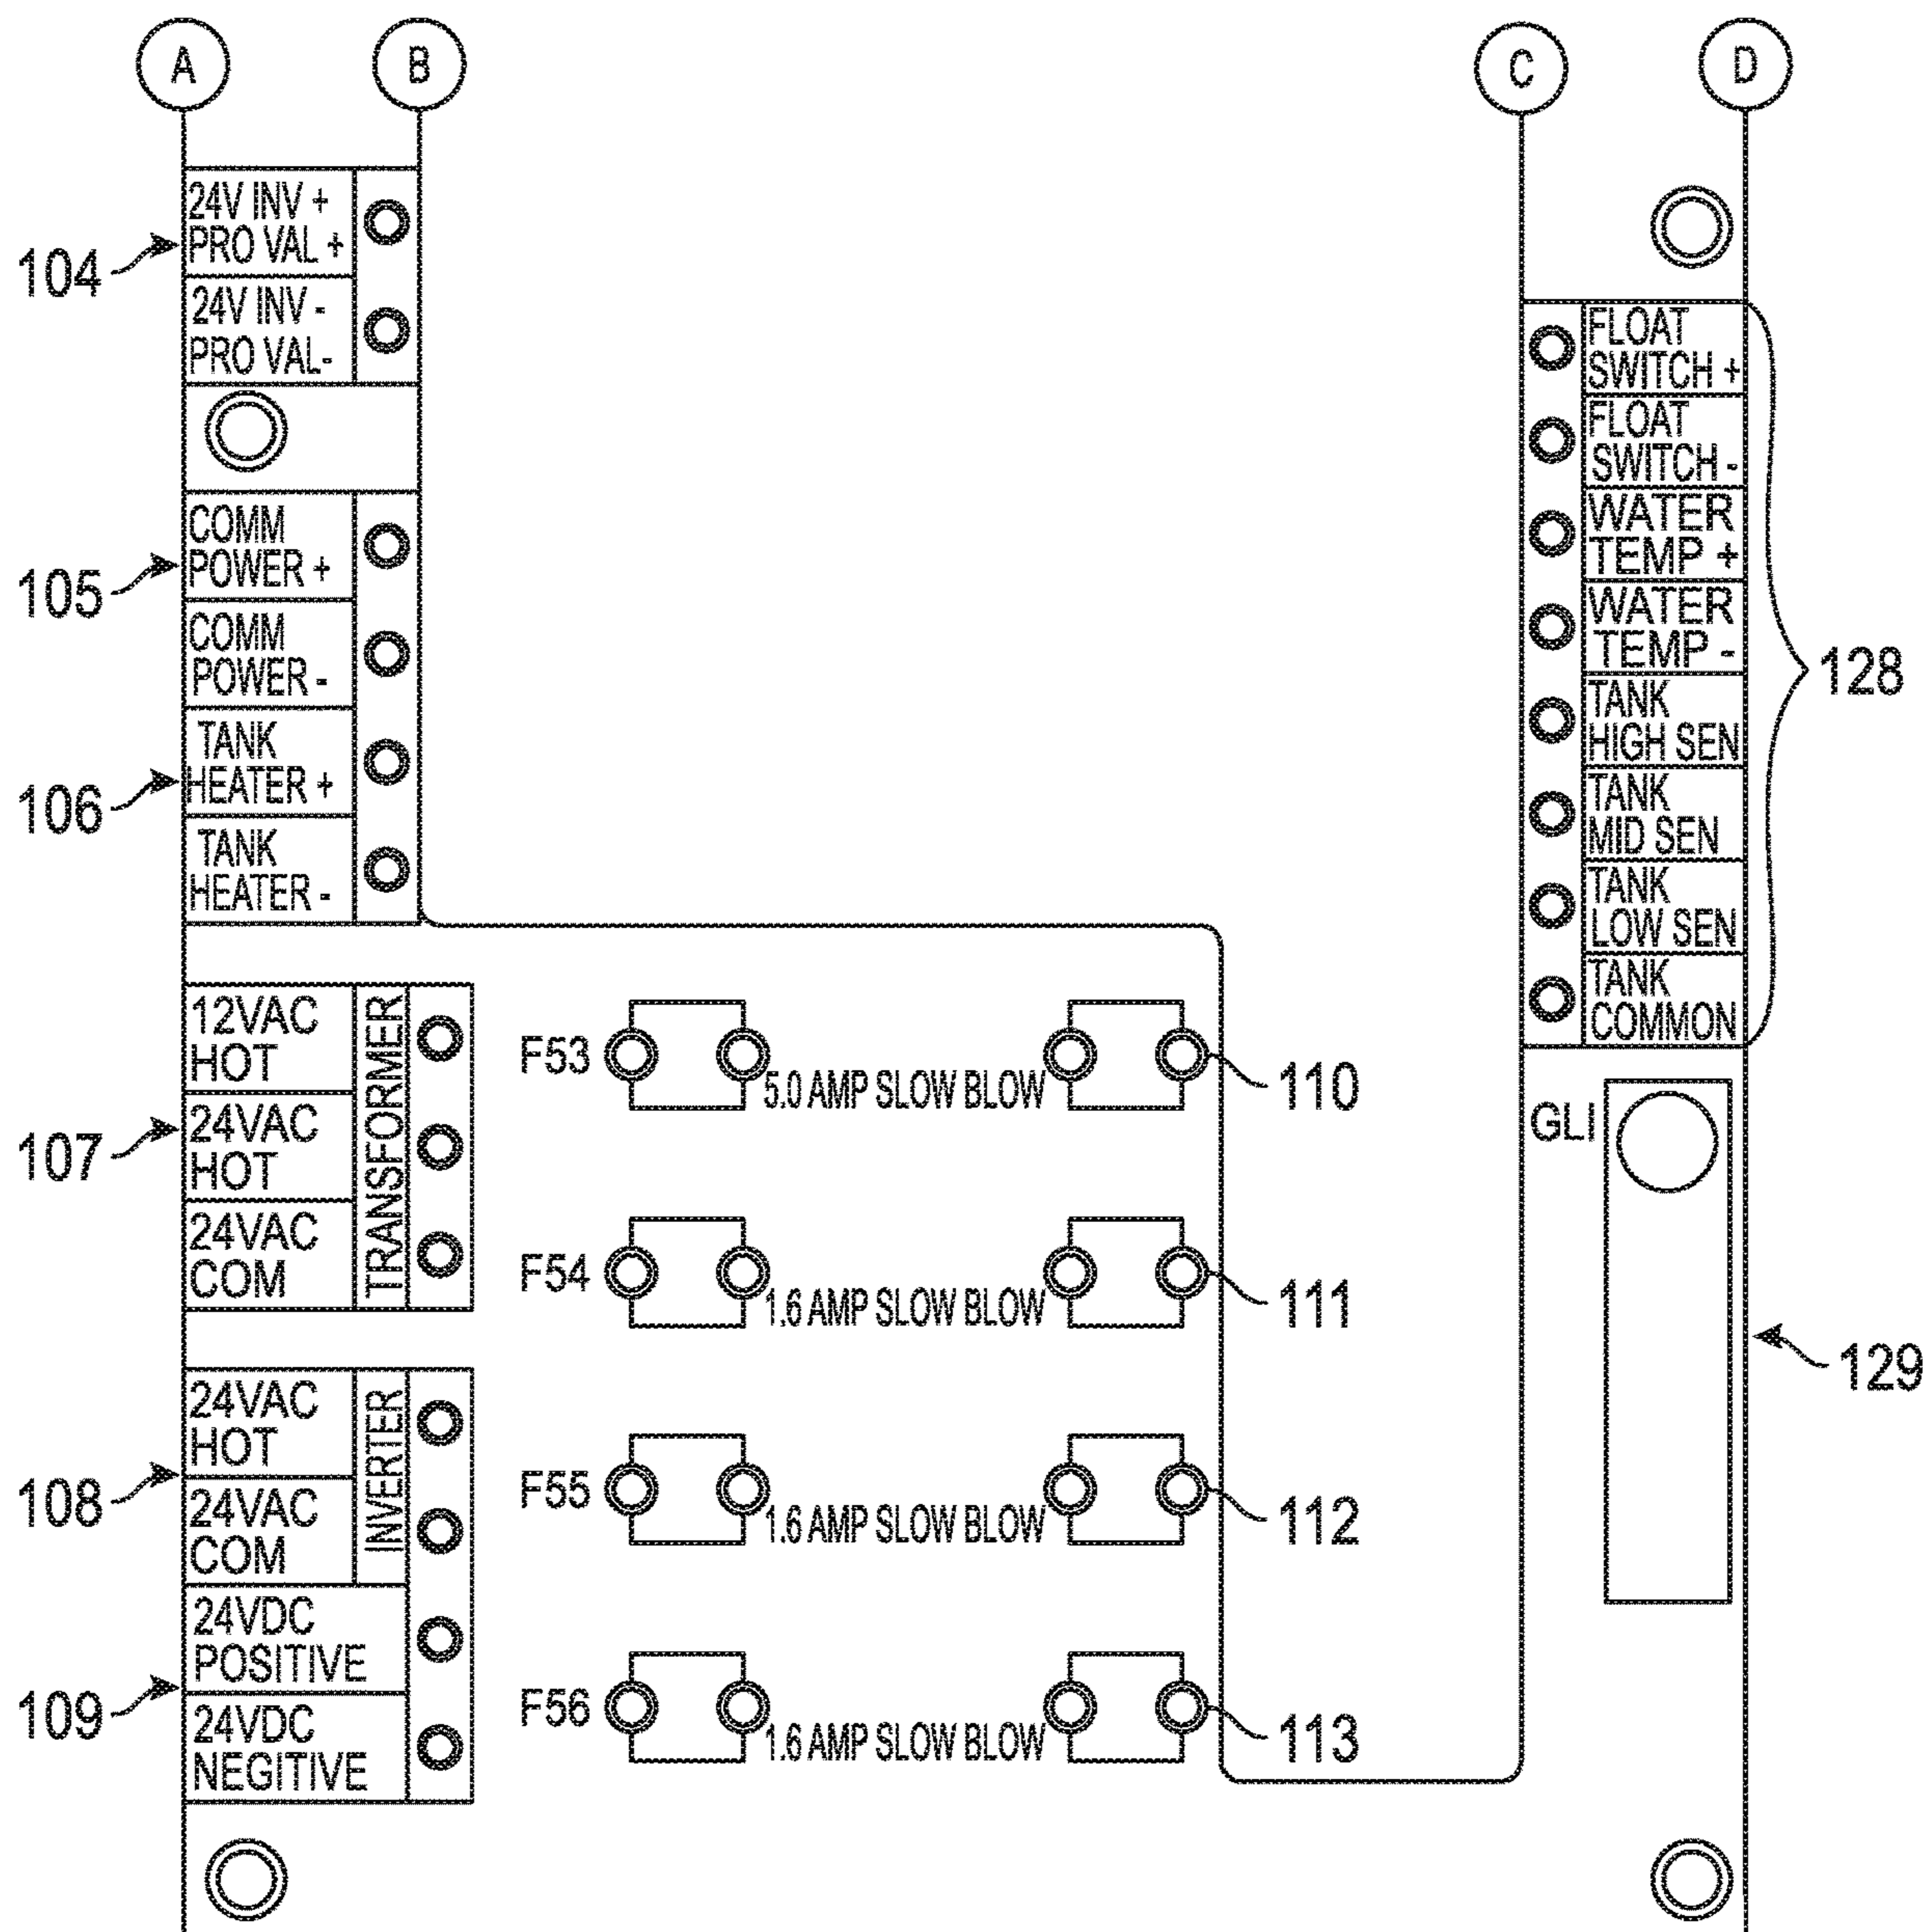 A
B
C
D
24V INV +
PRO VAL +
104
24V INV -
PRO VAL-
COMM
POWER +
105
COMM
POWER -
TANK
HEATER +
106
TANK
HEATER -
12VAC
HOT
24VAC
HOT
107
24VAC
COM
TRANSFORMER
24VAC
HOT
108
24VAC
COM
INVERTER
24VDC
POSITIVE
109
24VDC
NEGITIVE
F53
5.0 AMP SLOW BLOW
110
F54
1.6 AMP SLOW BLOW
111
F55
1.6 AMP SLOW BLOW
112
F56
1.6 AMP SLOW BLOW
113
FLOAT
SWITCH +
FLOAT
SWITCH -
WATER
TEMP +
WATER
TEMP -
TANK
HIGH SEN
TANK
MID SEN
TANK
LOW SEN
TANK
COMMON
128
GLI
129